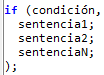 if (condición,
sentencia1;
sentencia2;
sentenciaN;
);